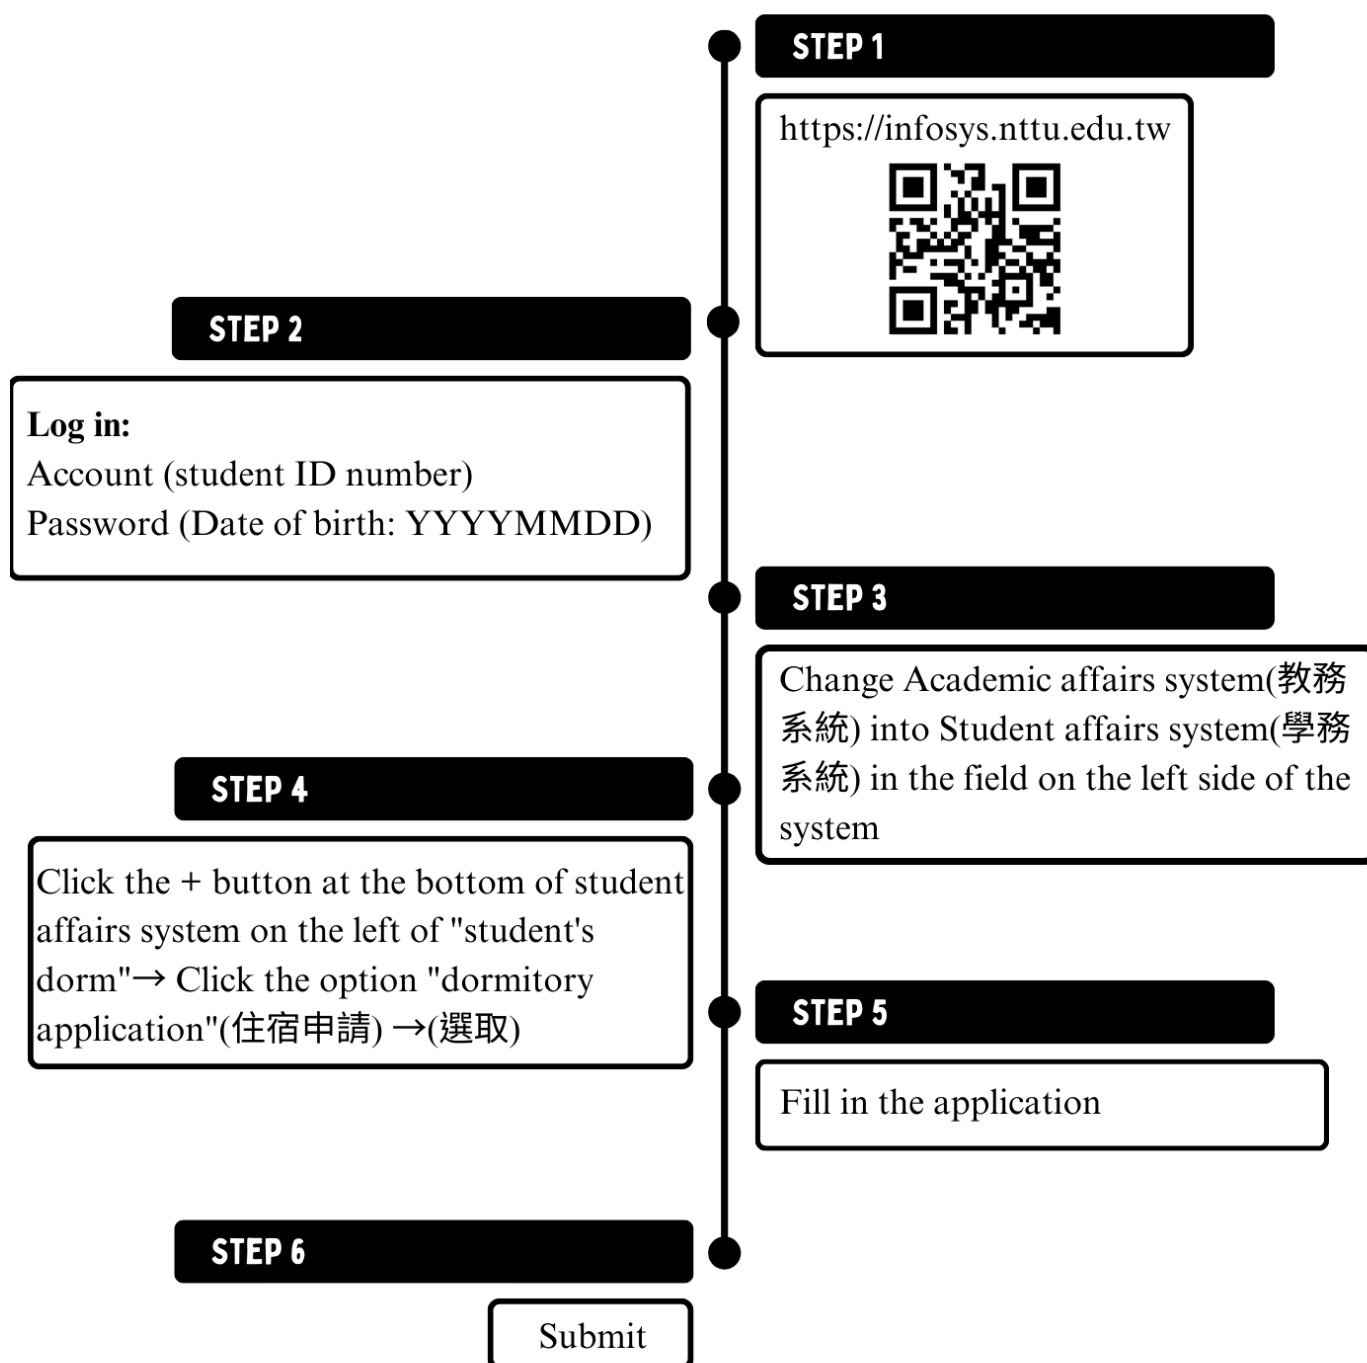 STEP 1
https://infosys.nttu.edu.tw
STEP 2
Log in:
Account (student ID number)
Password (Date of birth: YYYYMMDD)
STEP 3
Change Academic affairs system(教務
系統) into Student affairs system(學務
系統) in the field on the left side of the
system
STEP 4
Click the + button at the bottom of student
affairs system on the left of "student's
dorm"→ Click the option "dormitory
application"(住宿申請) →(選取)
STEP 5
Fill in the application
STEP 6
Submit